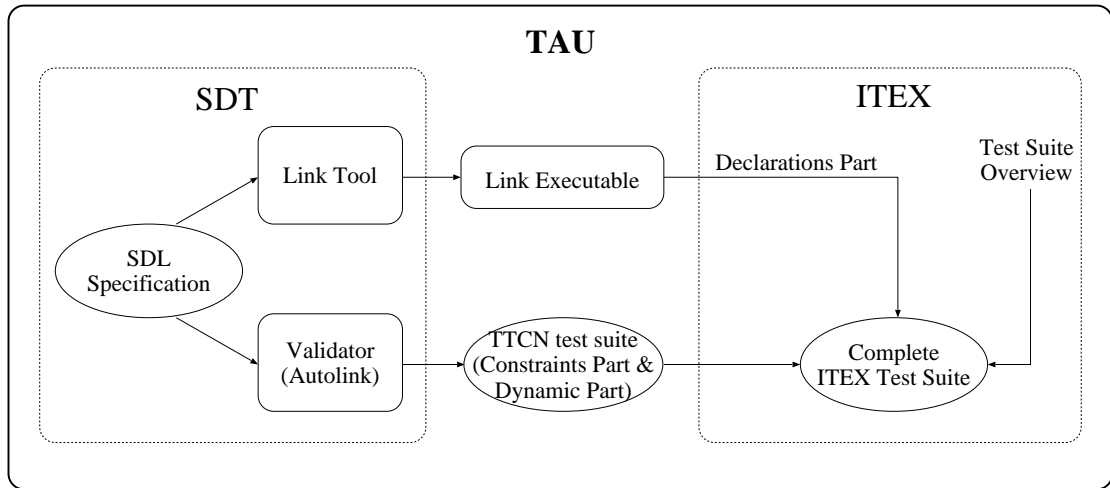 TAU
SDT
ITEX
Link Tool
Link Executable
Declarations Part
Test Suite
Overview
SDL
Specification
Validator
(Autolink)
TTCN test suite
(Constraints Part &
Dynamic Part)
Complete
ITEX Test Suite